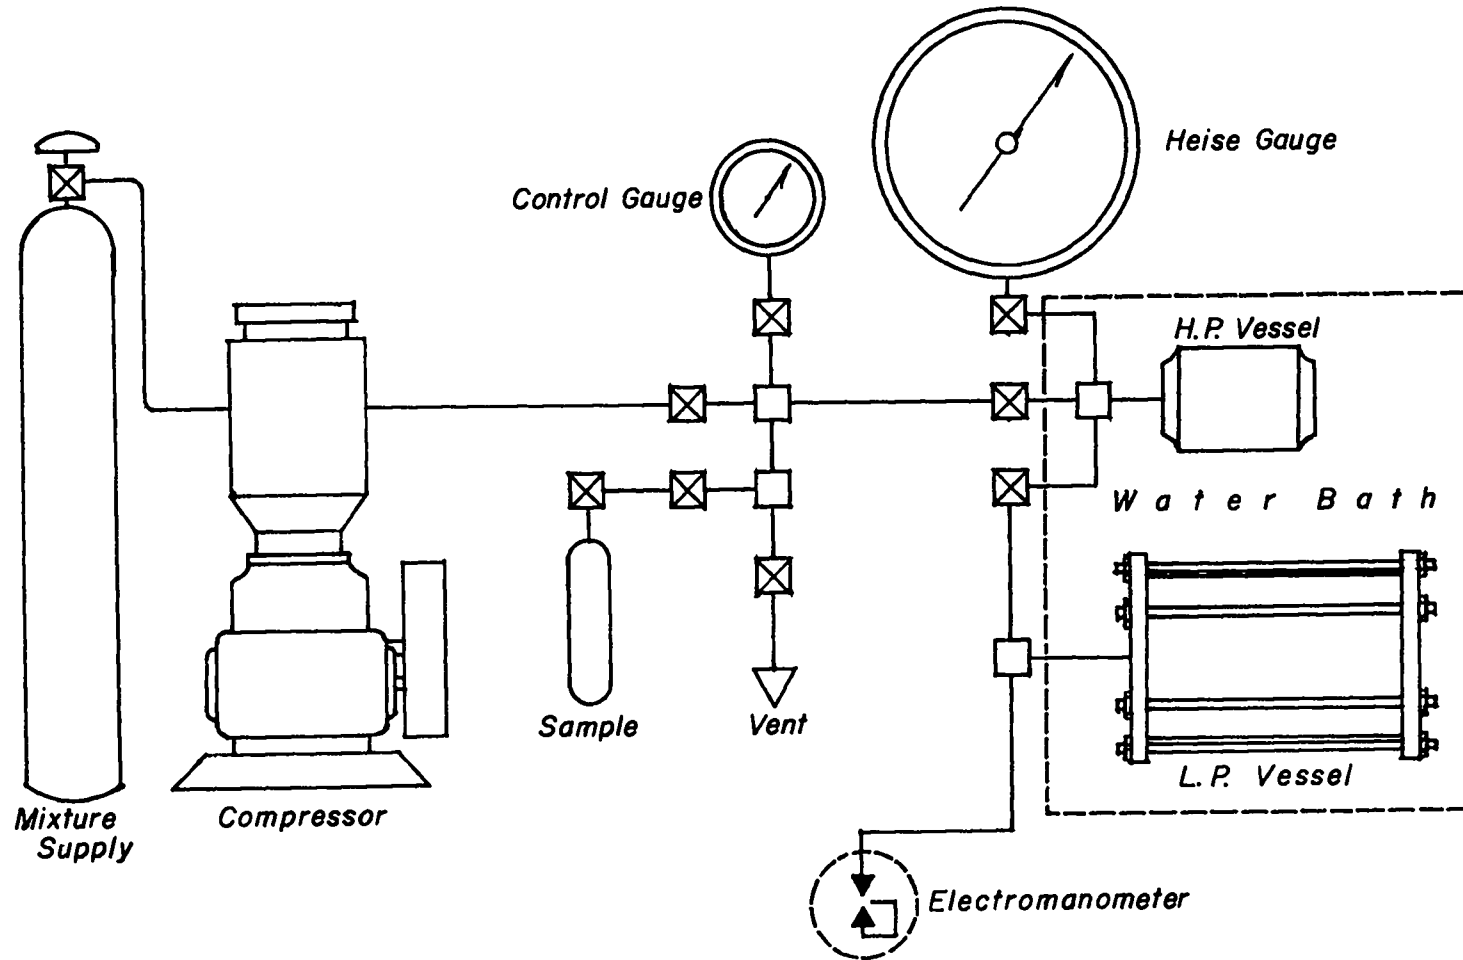 Heise Gauge
Control Gauge
H.P. Vessel
Water Bath
Sample
Vent
L.P. Vessel
Mixture
Supply
Compressor
Electromanometer